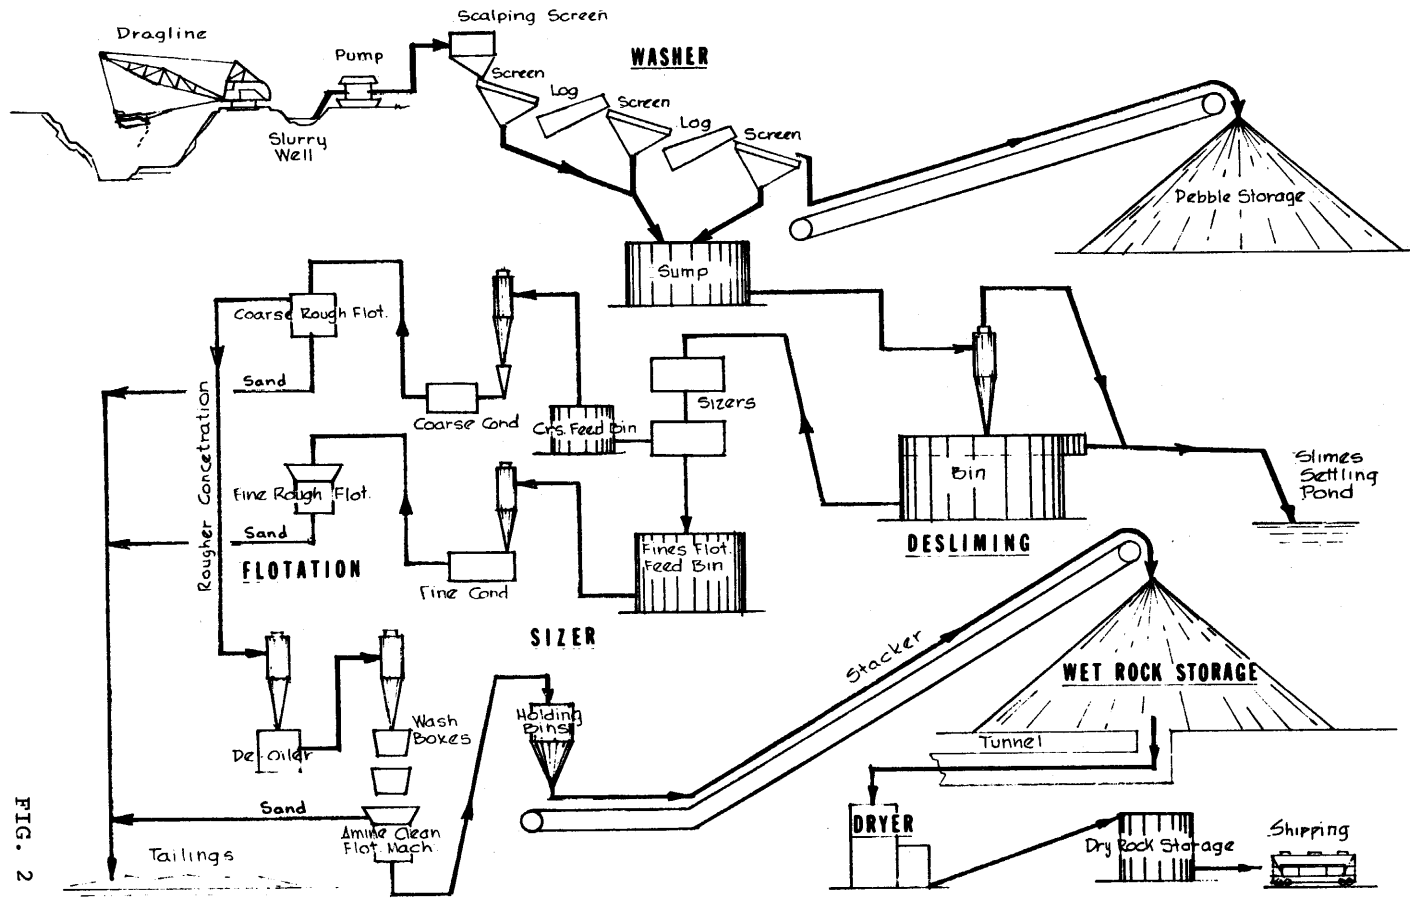 Scalping Screen
Dragline
WASHER
Pump
Screen
Log
Screen
Log
Screen
Slurry
Well
Pebble Storage
Sump
Coarse Rough Flot.
Sand
Sizers
Coarse Cond
Crs. Feed Bin
Slimes
Settling
Pond
Bin
Rougher Concetration
Fine Rough Flot.
Sand
FLOTATION
DESLIMING
Fines Flot.
Feed Bin
Fine Cond
SIZER
Stacker
WET ROCK STORAGE
Holding
Bins
Wash
Boxes
De-Oiler
Tunnel
Sand
Amine Clean
Flot. Mach.
DRYER
Shipping
Dry Rock Storage
Tailings
FIG. 2